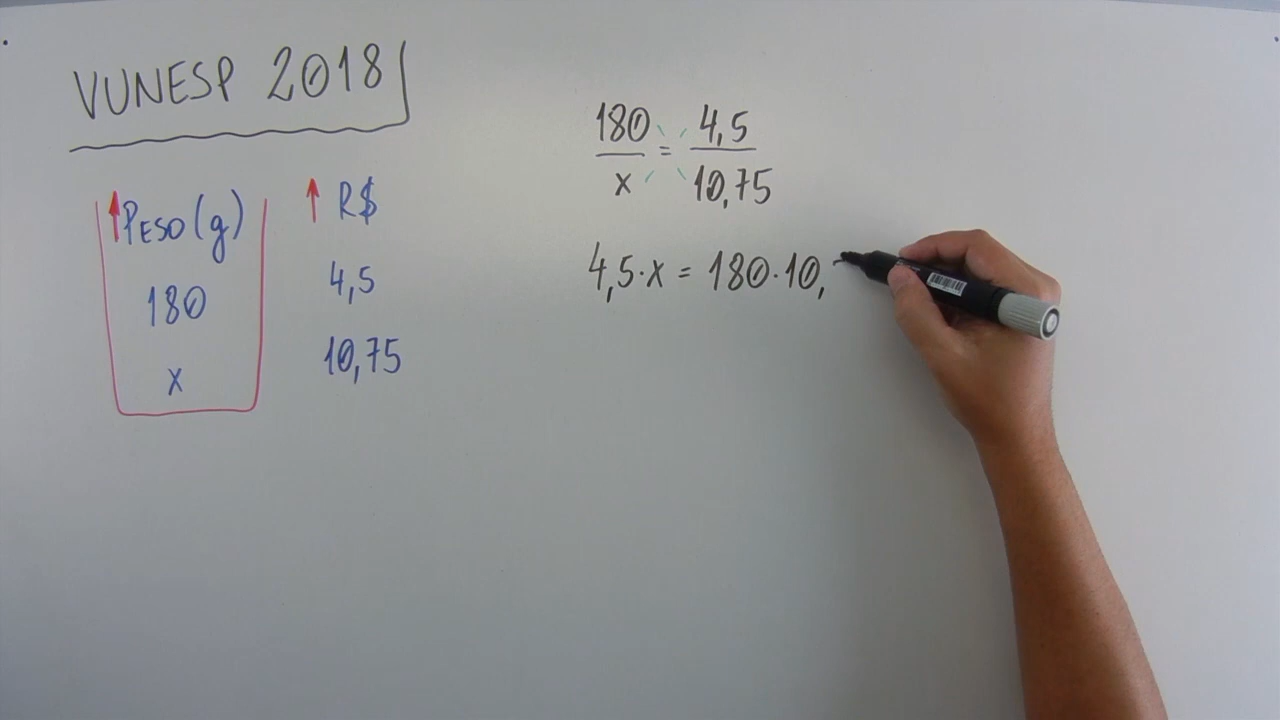 VUNESP 2018
PESO(g) R$
180 4,5
x 10,75
180/x = 4,5/10,75
4,5·x = 180·10,